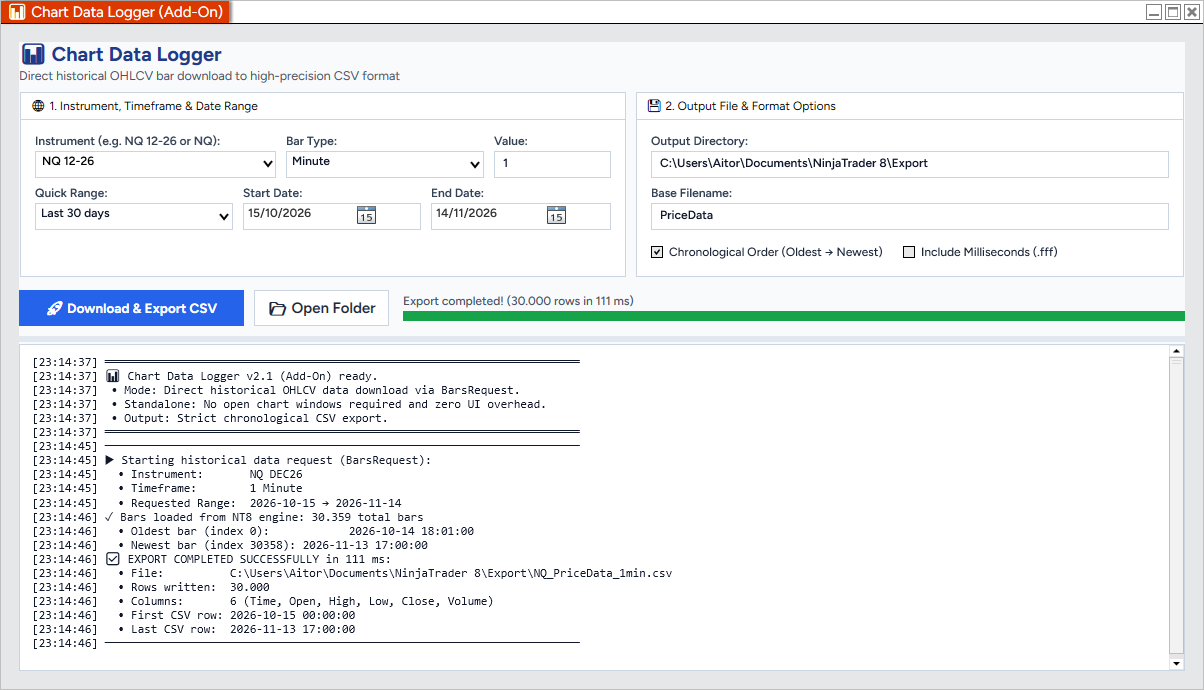 Chart Data Logger (Add-On)
Chart Data Logger
Direct historical OHLCV bar download to high-precision CSV format
1. Instrument, Timeframe & Date Range
Instrument (e.g. NQ 12-26 or NQ): Bar Type: Value:
NQ 12-26 Minute 1
Quick Range: Start Date: End Date:
Last 30 days 15/10/2026 15 14/11/2026 15
2. Output File & Format Options
Output Directory:
C:\Users\Aitor\Documents\NinjaTrader 8\Export
Base Filename:
PriceData
Chronological Order (Oldest → Newest) Include Milliseconds (.fff)
Download & Export CSV Open Folder Export completed! (30.000 rows in 111 ms)
[23:14:37] ════════════════════════════════════════
[23:14:37] Chart Data Logger v2.1 (Add-On) ready.
[23:14:37] • Mode: Direct historical OHLCV data download via BarsRequest.
[23:14:37] • Standalone: No open chart windows required and zero UI overhead.
[23:14:37] • Output: Strict chronological CSV export.
[23:14:37] ════════════════════════════════════════
[23:14:45] ────────────────────────────────────────
[23:14:45] ▶ Starting historical data request (BarsRequest):
[23:14:45] • Instrument: NQ DEC26
[23:14:45] • Timeframe: 1 Minute
[23:14:45] • Requested Range: 2026-10-15 → 2026-11-14
[23:14:46] ✓ Bars loaded from NT8 engine: 30.359 total bars
[23:14:46] • Oldest bar (index 0): 2026-10-14 18:01:00
[23:14:46] • Newest bar (index 30358): 2026-11-13 17:00:00
[23:14:46] ☑ EXPORT COMPLETED SUCCESSFULLY in 111 ms:
[23:14:46] • File: C:\Users\Aitor\Documents\NinjaTrader 8\Export\NQ_PriceData_1min.csv
[23:14:46] • Rows written: 30.000
[23:14:46] • Columns: 6 (Time, Open, High, Low, Close, Volume)
[23:14:46] • First CSV row: 2026-10-15 00:00:00
[23:14:46] • Last CSV row: 2026-11-13 17:00:00
[23:14:46] ────────────────────────────────────────